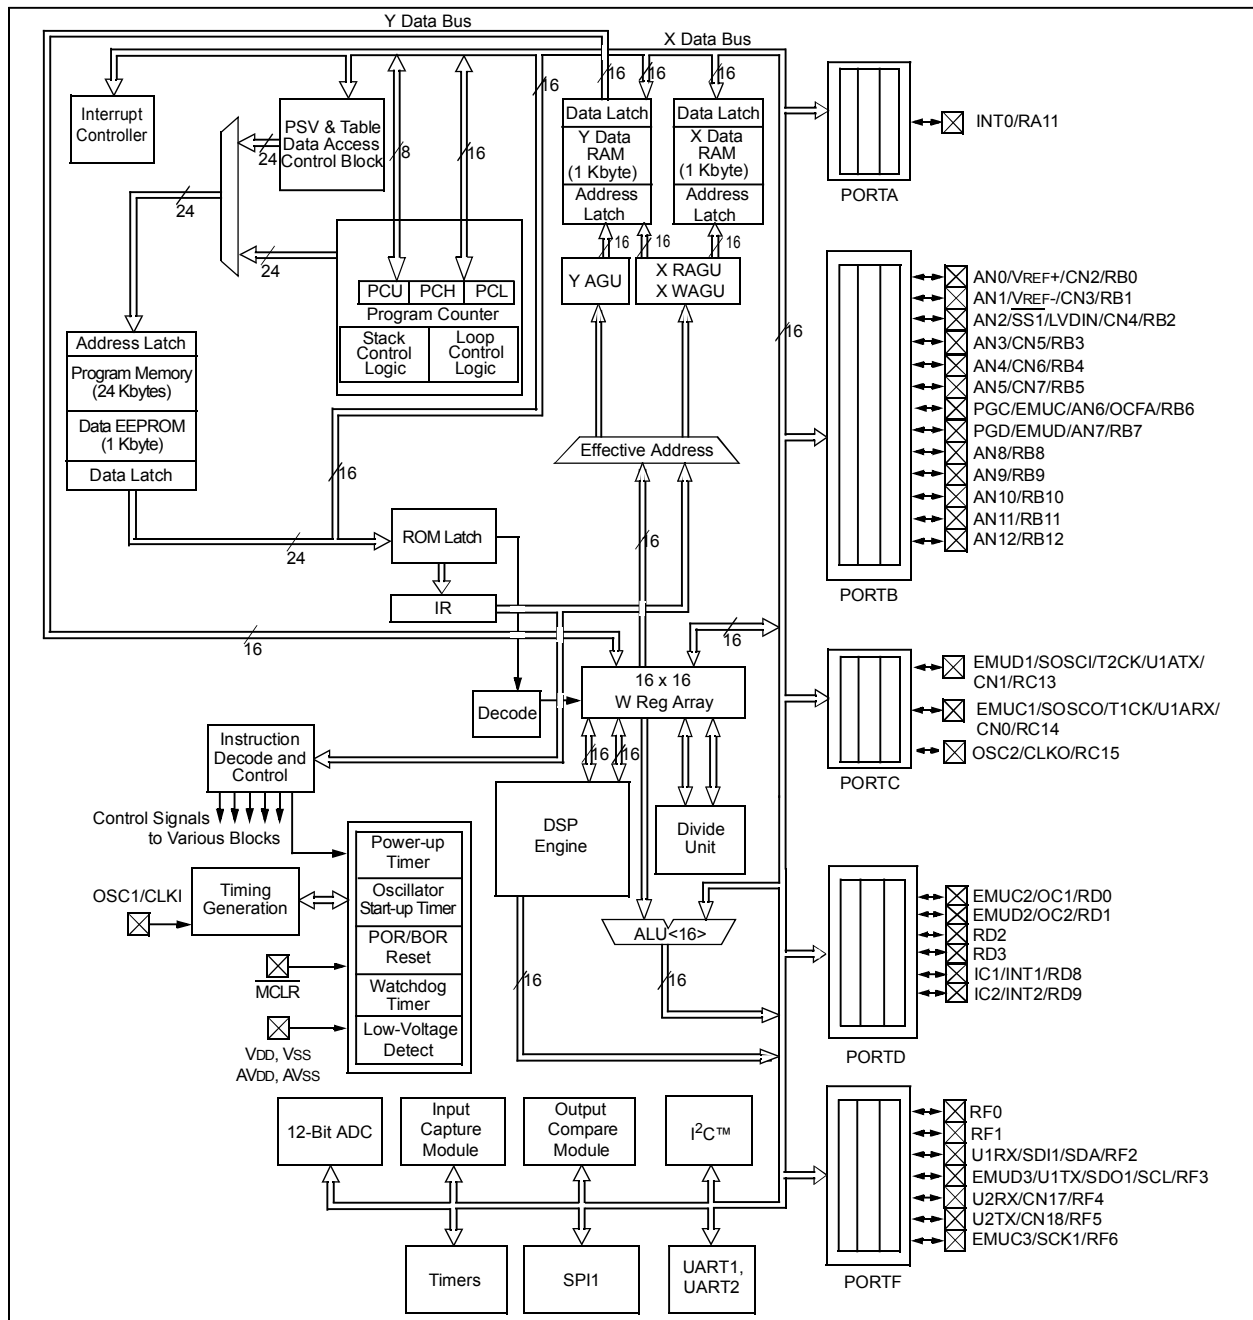 Y Data Bus
X Data Bus
Interrupt
Controller
PSV & Table
Data Access
Control Block
24
8
16
16
16
16
16
Data Latch
Y Data
RAM
(1 Kbyte)
Address
Latch
Data Latch
X Data
RAM
(1 Kbyte)
Address
Latch
INT0/RA11
PORTA
24
24
16
16
16
Y AGU
X RAGU
X WAGU
PCU
PCH
PCL
Program Counter
Stack
Control
Logic
Loop
Control
Logic
16
Address Latch
Program Memory
(24 Kbytes)
Data EEPROM
(1 Kbyte)
Data Latch
Effective Address
16
24
ROM Latch
IR
16
AN0/VREF+/CN2/RB0
AN1/VREF-/CN3/RB1
AN2/SS1/LVDIN/CN4/RB2
AN3/CN5/RB3
AN4/CN6/RB4
AN5/CN7/RB5
PGC/EMUC/AN6/OCFA/RB6
PGD/EMUD/AN7/RB7
AN8/RB8
AN9/RB9
AN10/RB10
AN11/RB11
AN12/RB12
PORTB
16
16
16 x 16
W Reg Array
Decode
EMUD1/SOSCI/T2CK/U1ATX/
CN1/RC13
EMUC1/SOSCO/T1CK/U1ARX/
CN0/RC14
OSC2/CLKO/RC15
PORTC
Instruction
Decode and
Control
16
16
Control Signals
to Various Blocks
DSP
Engine
Divide
Unit
Power-up
Timer
Oscillator
Start-up Timer
POR/BOR
Reset
Watchdog
Timer
Low-Voltage
Detect
OSC1/CLKI
Timing
Generation
MCLR
VDD, VSS
AVDD, AVSS
ALU<16>
16
16
EMUC2/OC1/RD0
EMUD2/OC2/RD1
RD2
RD3
IC1/INT1/RD8
IC2/INT2/RD9
PORTD
12-Bit ADC
Input
Capture
Module
Output
Compare
Module
I2C™
RF0
RF1
U1RX/SDI1/SDA/RF2
EMUD3/U1TX/SDO1/SCL/RF3
U2RX/CN17/RF4
U2TX/CN18/RF5
EMUC3/SCK1/RF6
PORTF
Timers
SPI1
UART1,
UART2